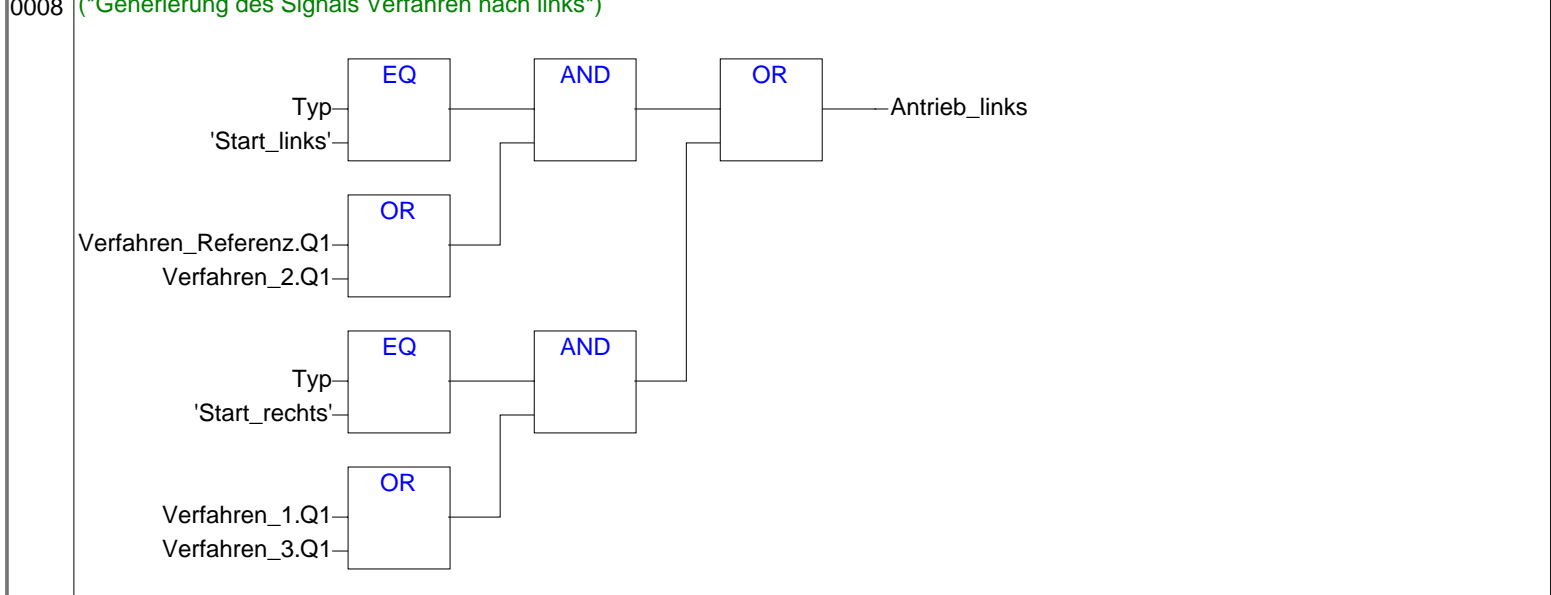 0008 ("Generierung des Signals Verfahren nach links")
EQ
AND
OR
Typ
Antrieb_links
'Start_links'
OR
Verfahren_Referenz.Q1
Verfahren_2.Q1
EQ
AND
Typ
'Start_rechts'
OR
Verfahren_1.Q1
Verfahren_3.Q1